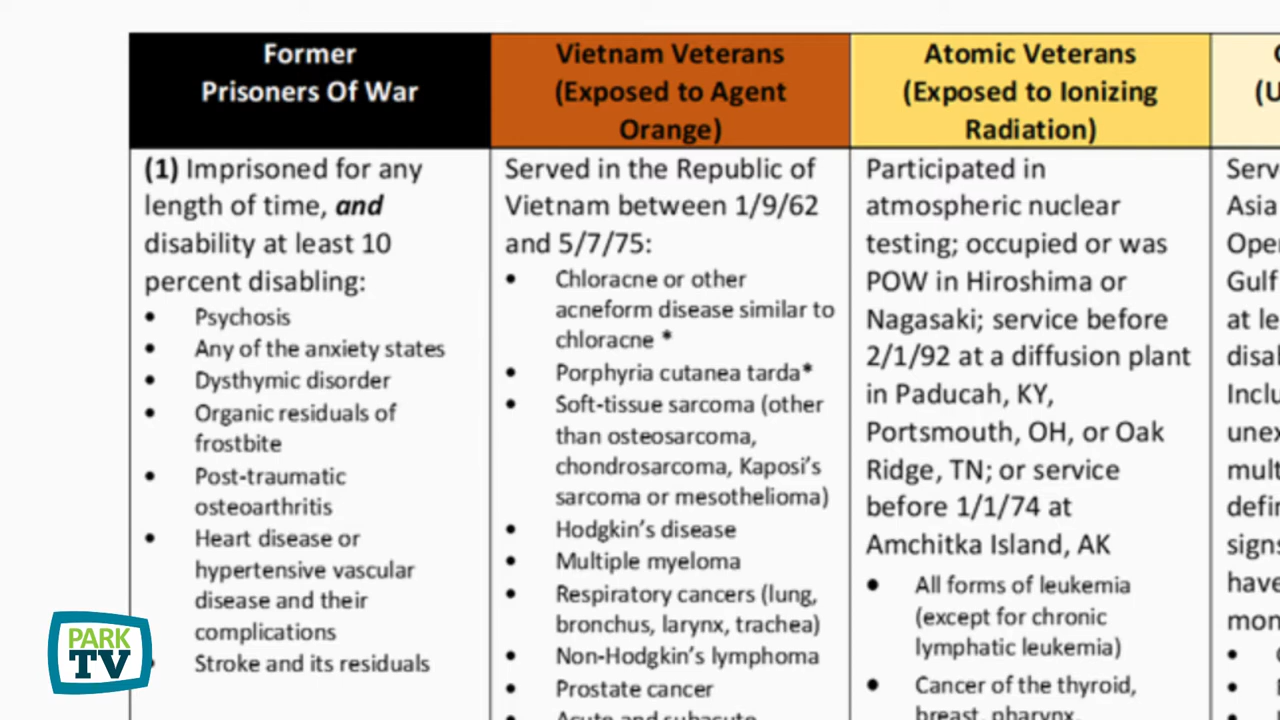 Former
Prisoners Of War
(1) Imprisoned for any
length of time, and
disability at least 10
percent disabling:
• Psychosis
• Any of the anxiety states
• Dysthymic disorder
• Organic residuals of
frostbite
• Post-traumatic
osteoarthritis
• Heart disease or
hypertensive vascular
disease and their
complications
• Stroke and its residuals
Vietnam Veterans
(Exposed to Agent
Orange)
Served in the Republic of
Vietnam between 1/9/62
and 5/7/75:
• Chloracne or other
acneform disease similar to
chloracne *
• Porphyria cutanea tarda*
• Soft-tissue sarcoma (other
than osteosarcoma,
chondrosarcoma, Kaposi's
sarcoma or mesothelioma)
• Hodgkin's disease
• Multiple myeloma
• Respiratory cancers (lung,
bronchus, larynx, trachea)
• Non-Hodgkin's lymphoma
• Prostate cancer
Acute and subacute
Atomic Veterans
(Exposed to Ionizing
Radiation)
Participated in
atmospheric nuclear
testing; occupied or was
POW in Hiroshima or
Nagasaki; service before
2/1/92 at a diffusion plant
in Paducah, KY,
Portsmouth, OH, or Oak
Ridge, TN; or service
before 1/1/74 at
Amchitka Island, AK
• All forms of leukemia
(except for chronic
lymphatic leukemia)
• Cancer of the thyroid,
breast, pharynx,
Asia
Gulf
have
PARK
TV